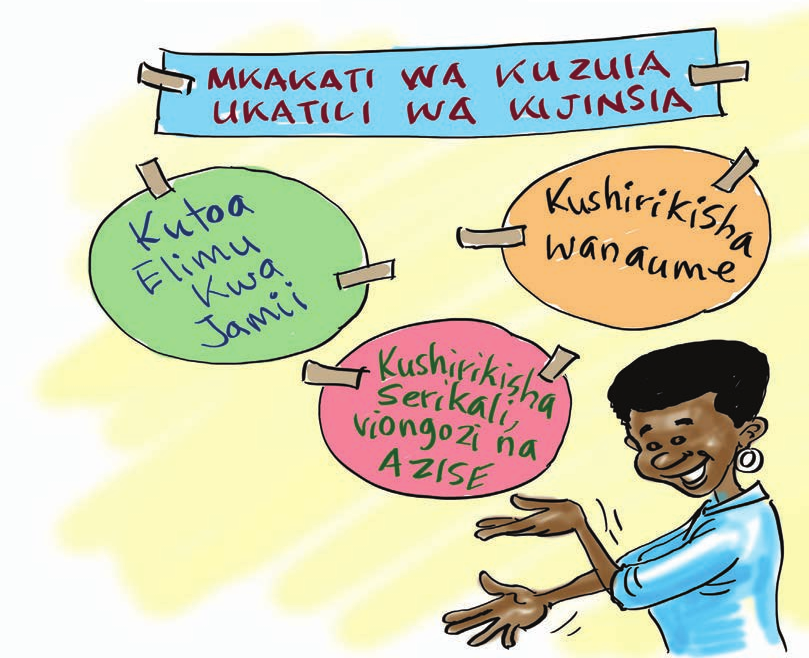 MKAKATI WA KUZUIA
UKATILI WA KIJINSIA
Kutoa
Elimu
Kwa
Jamii
Kushirikisha
wanaume
Kushirikisha
Serikali,
viongozi na
AZISE